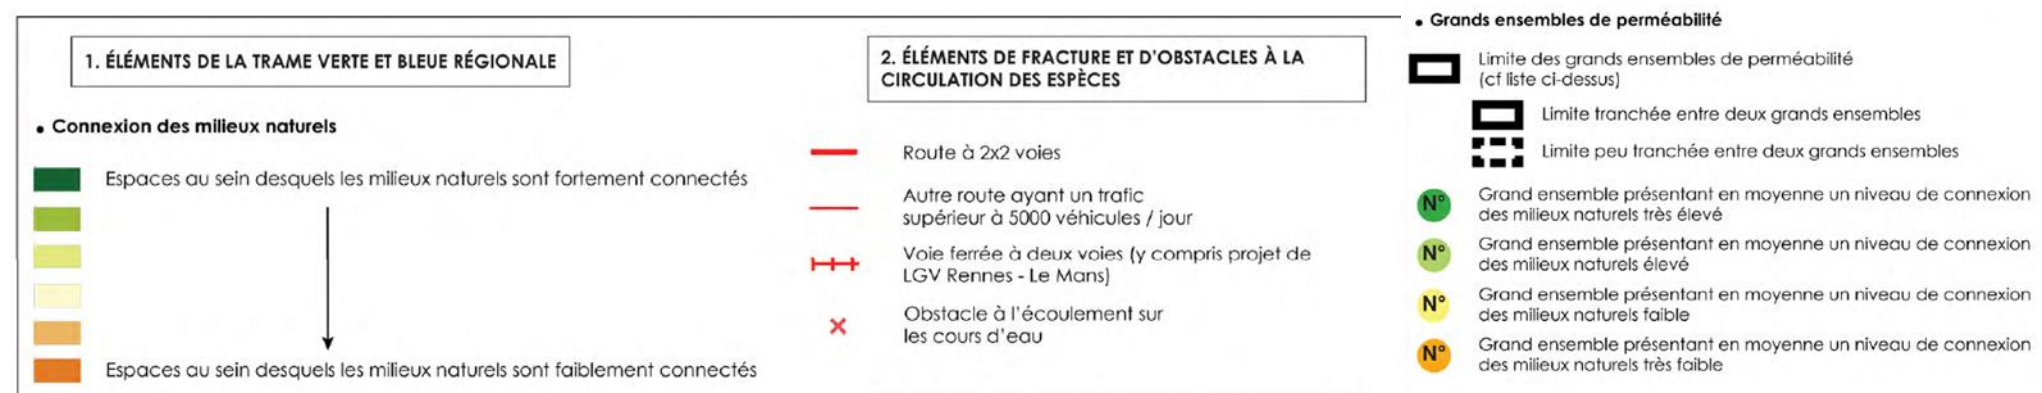 1. ÉLÉMENTS DE LA TRAME VERTE ET BLEUE RÉGIONALE
• Connexion des milieux naturels
Espaces au sein desquels les milieux naturels sont fortement connectés
Espaces au sein desquels les milieux naturels sont faiblement connectés
2. ÉLÉMENTS DE FRACTURE ET D'OBSTACLES À LA
CIRCULATION DES ESPÈCES
Route à 2x2 voies
Autre route ayant un trafic
supérieur à 5000 véhicules / jour
Voie ferrée à deux voies (y compris projet de
LGV Rennes - Le Mans)
Obstacle à l'écoulement sur
les cours d'eau
• Grands ensembles de perméabilité
Limite des grands ensembles de perméabilité
(cf liste ci-dessus)
Limite tranchée entre deux grands ensembles
Limite peu tranchée entre deux grands ensembles
N° Grand ensemble présentant en moyenne un niveau de connexion
des milieux naturels très élevé
N° Grand ensemble présentant en moyenne un niveau de connexion
des milieux naturels élevé
N° Grand ensemble présentant en moyenne un niveau de connexion
des milieux naturels faible
N° Grand ensemble présentant en moyenne un niveau de connexion
des milieux naturels très faible